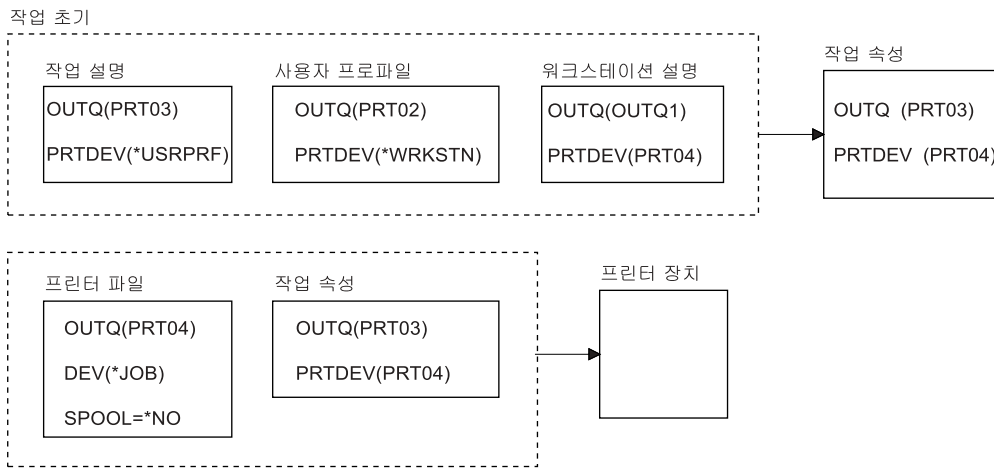 작업 초기
작업 설명
OUTQ(PRT03)
PRTDEV(*USRPRF)
사용자 프로파일
OUTQ(PRT02)
PRTDEV(*WRKSTN)
워크스테이션 설명
OUTQ(OUTQ1)
PRTDEV(PRT04)
작업 속성
OUTQ (PRT03)
PRTDEV (PRT04)
프린터 파일
OUTQ(PRT04)
DEV(*JOB)
SPOOL=*NO
작업 속성
OUTQ(PRT03)
PRTDEV(PRT04)
프린터 장치